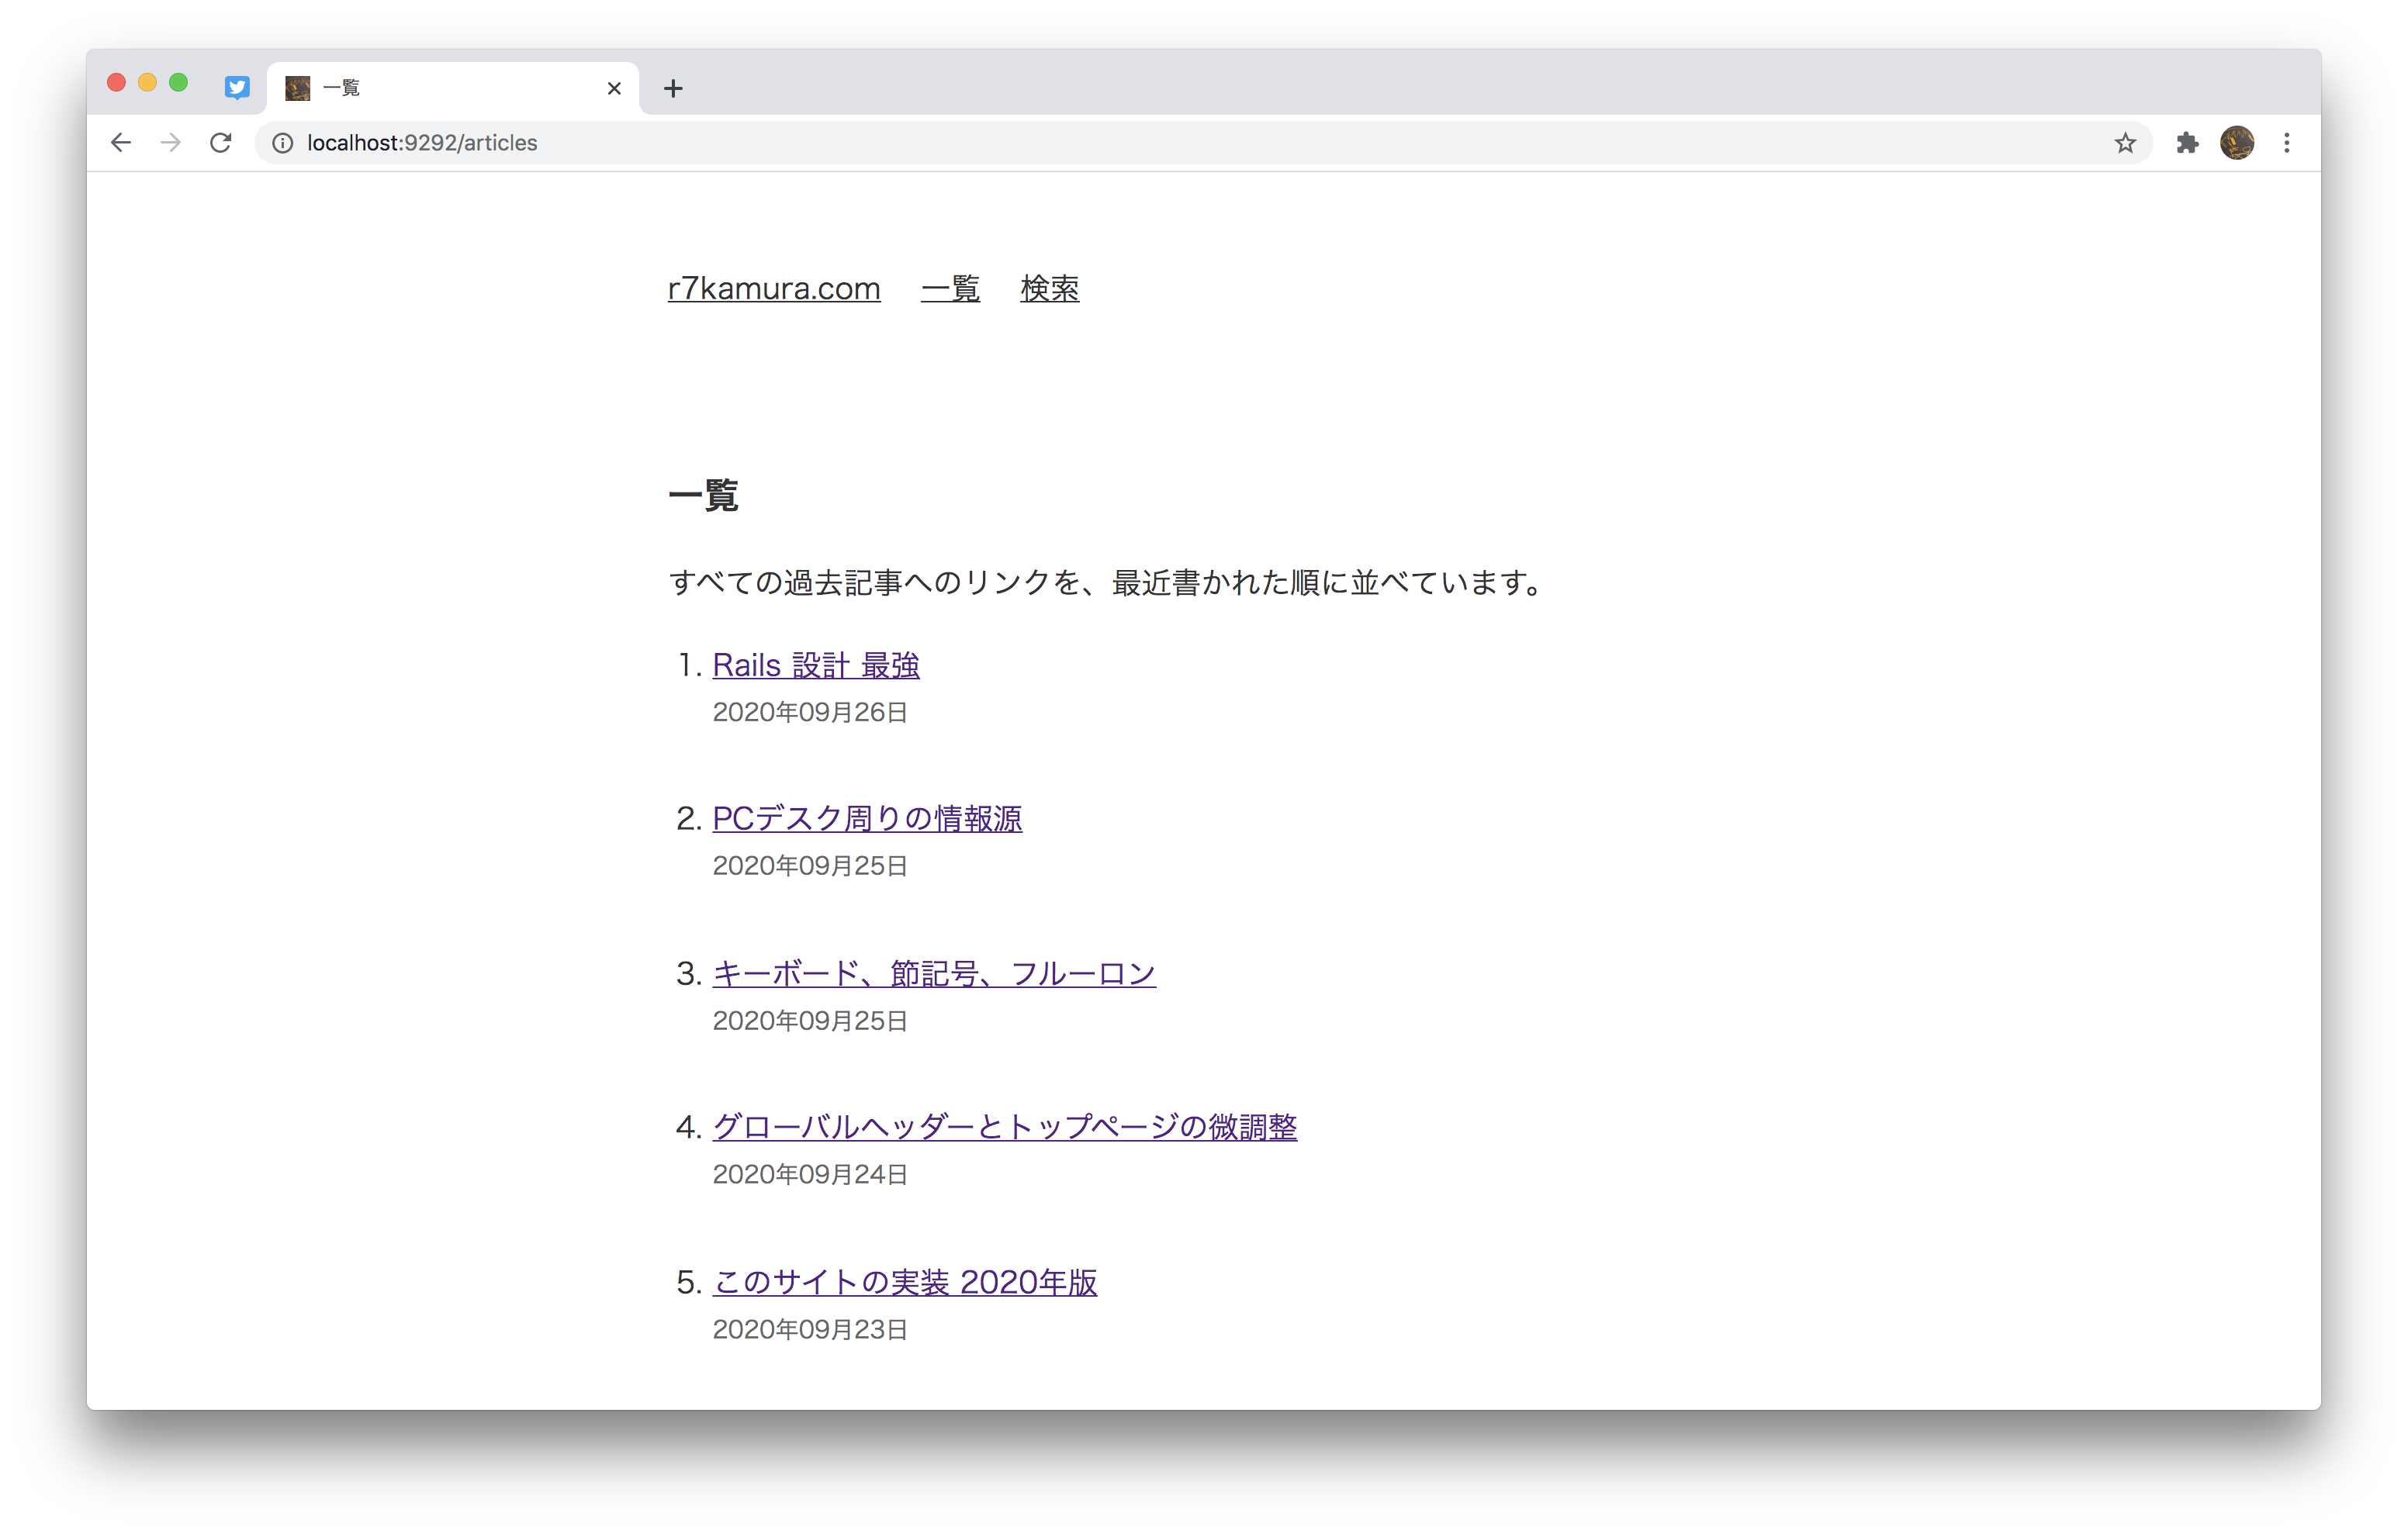 一覧
localhost:9292/articles
r7kamura.com 一覧 検索
一覧
すべての過去記事へのリンクを、最近書かれた順に並べています。
1. Rails 設計 最強
2020年09月26日
2. PCデスク周りの情報源
2020年09月25日
3. キーボード、節記号、フルーロン
2020年09月25日
4. グローバルヘッダーとトップページの微調整
2020年09月24日
5. このサイトの実装 2020年版
2020年09月23日